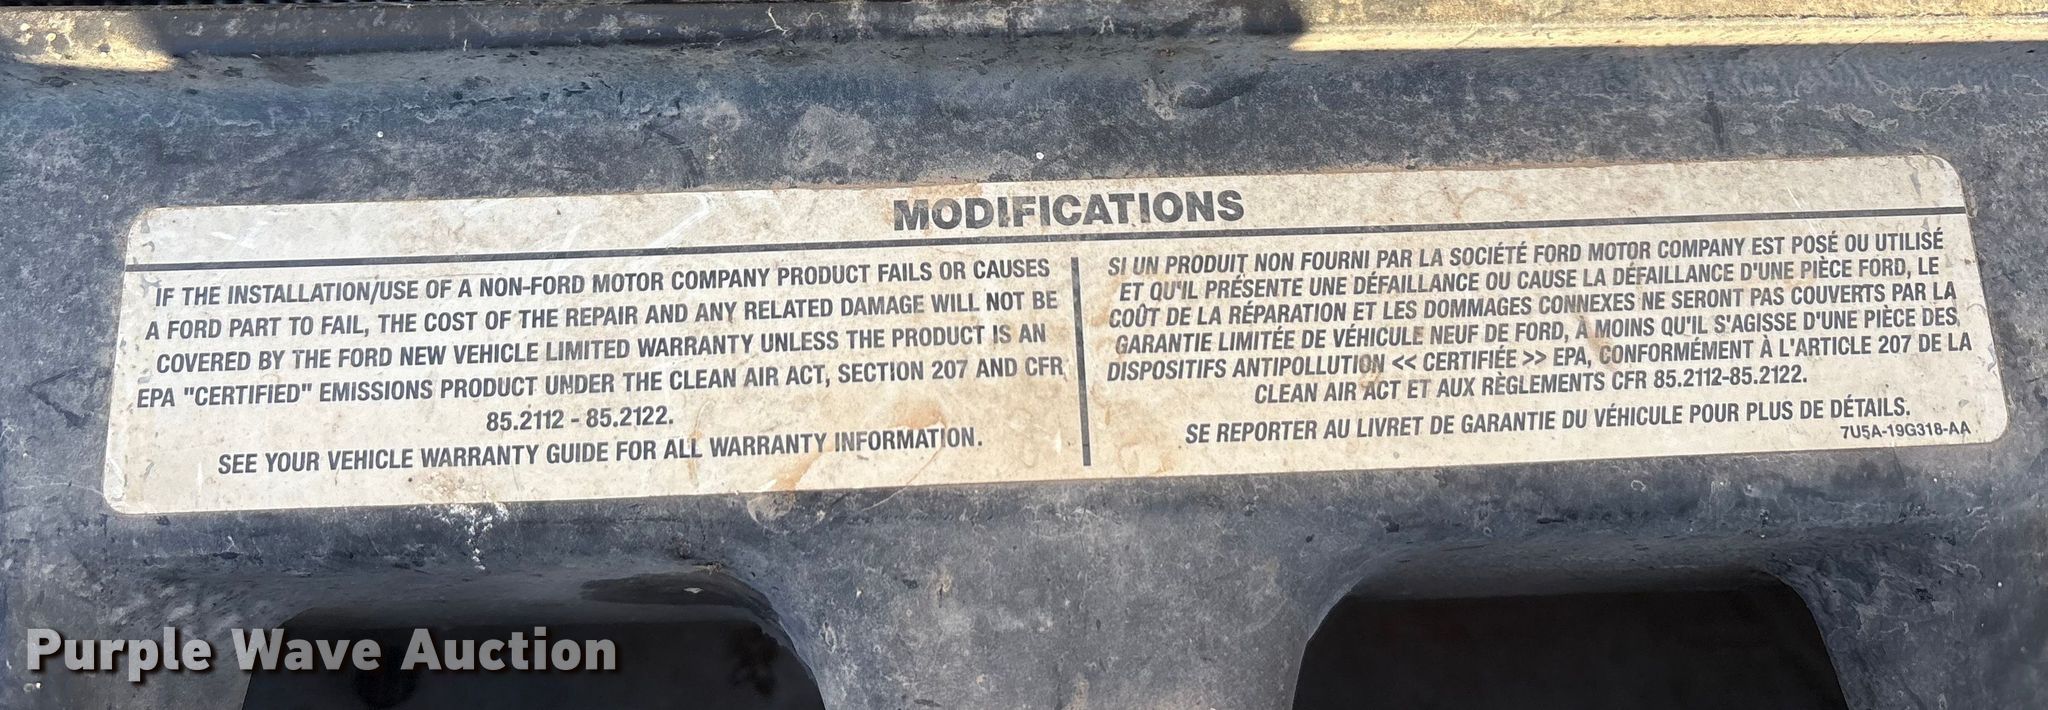 MODIFICATIONS
IF THE INSTALLATION/USE OF A NON-FORD MOTOR COMPANY PRODUCT FAILS OR CAUSES
A FORD PART TO FAIL, THE COST OF THE REPAIR AND ANY RELATED DAMAGE WILL NOT BE
COVERED BY THE FORD NEW VEHICLE LIMITED WARRANTY UNLESS THE PRODUCT IS AN
EPA "CERTIFIED" EMISSIONS PRODUCT UNDER THE CLEAN AIR ACT, SECTION 207 AND CFR
85.2112 - 85.2122.
SEE YOUR VEHICLE WARRANTY GUIDE FOR ALL WARRANTY INFORMATION.
SI UN PRODUIT NON FOURNI PAR LA SOCIÉTÉ FORD MOTOR COMPANY EST POSÉ OU UTILISÉ
ET QU'IL PRÉSENTE UNE DÉFAILLANCE OU CAUSE LA DÉFAILLANCE D'UNE PIÈCE FORD, LE
COÛT DE LA RÉPARATION ET LES DOMMAGES CONNEXES NE SERONT PAS COUVERTS PAR LA
GARANTIE LIMITÉE DE VÉHICULE NEUF DE FORD, À MOINS QU'IL S'AGISSE D'UNE PIÈCE DES
DISPOSITIFS ANTIPOLLUTION << CERTIFIÉE >> EPA, CONFORMÉMENT À L'ARTICLE 207 DE LA
CLEAN AIR ACT ET AUX RÈGLEMENTS CFR 85.2112-85.2122.
SE REPORTER AU LIVRET DE GARANTIE DU VÉHICULE POUR PLUS DE DÉTAILS.
7U5A-19G318-AA
Purple Wave Auction